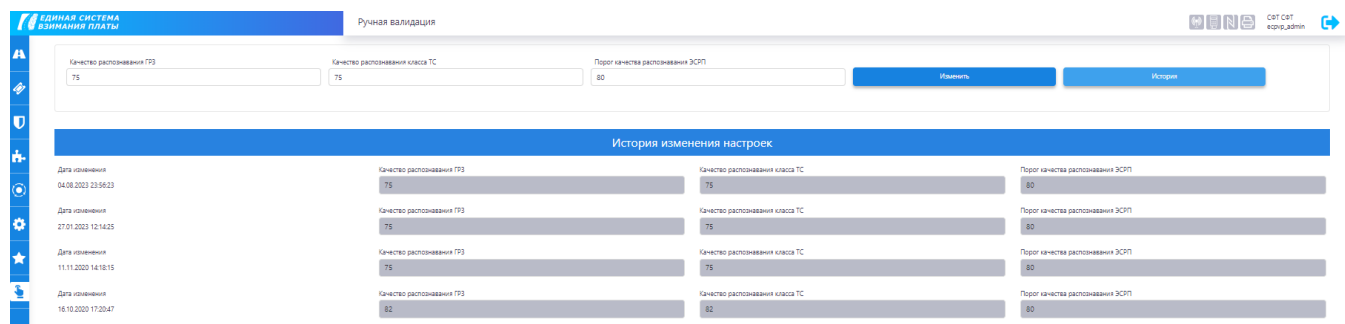 ЕДИНАЯ СИСТЕМА
ВЗИМАНИЯ ПЛАТЫ
Ручная валидация
СФТ СФТ
ecpvp_admin
Качество распознавания ГРЗ
Качество распознавания класса ТС
Порог качества распознавания ЭСРП
75
75
80
Изменить
История
История изменения настроек
Дата изменения
Качество распознавания ГРЗ
Качество распознавания класса ТС
Порог качества распознавания ЭСРП
04.08.2023 23:56:23
75
75
80
Дата изменения
Качество распознавания ГРЗ
Качество распознавания класса ТС
Порог качества распознавания ЭСРП
27.01.2023 12:14:25
75
75
80
Дата изменения
Качество распознавания ГРЗ
Качество распознавания класса ТС
Порог качества распознавания ЭСРП
11.11.2020 14:18:15
75
75
80
Дата изменения
Качество распознавания ГРЗ
Качество распознавания класса ТС
Порог качества распознавания ЭСРП
16.10.2020 17:20:47
82
82
80